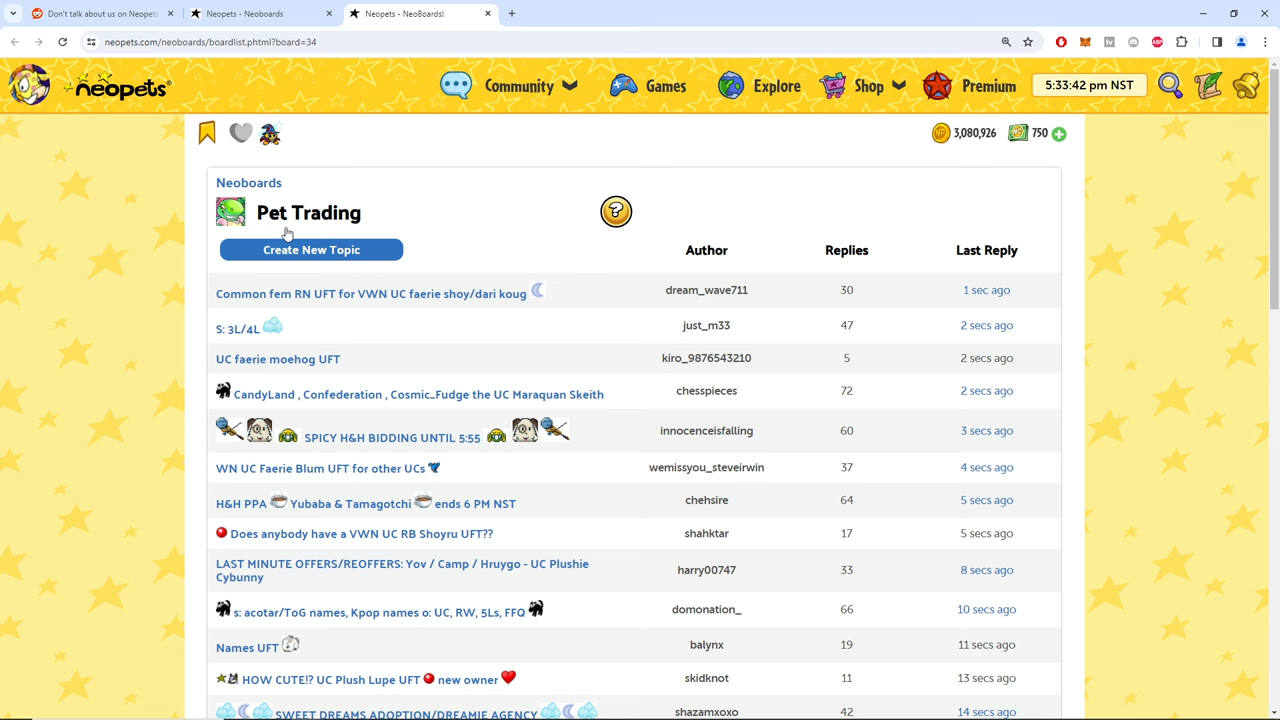 Don't talk about us on Neopets
Neopets - Neoboards
Neopets - NeoBoards!
neopets.com/neoboards/boardlist.phtml?board=34
neopets
Community
Games
Explore
Shop
Premium
5:33:42 pm NST
NP 3,080,926
NC 750
Neoboards
Pet Trading
?
Create New Topic Author Replies Last Reply
Common fem RN UFT for VWN UC faerie shoy/dari koug dream_wave711 30 1 sec ago
S: 3L/4L just_m33 47 2 secs ago
UC faerie moehog UFT kiro_9876543210 5 2 secs ago
CandyLand , Confederation , Cosmic_Fudge the UC Maraquan Skeith chesspieces 72 2 secs ago
SPICY H&H BIDDING UNTIL 5:55 innocenceisfalling 60 3 secs ago
WN UC Faerie Blum UFT for other UCs wemissyou_steveirwin 37 4 secs ago
H&H PPA Yubaba & Tamagotchi ends 6 PM NST chehsire 64 5 secs ago
Does anybody have a VWN UC RB Shoyru UFT?? shahktar 17 5 secs ago
LAST MINUTE OFFERS/REOFFERS: Yov / Camp / Hruygo - UC Plushie
Cybunny harry00747 33 8 secs ago
s: acotar/ToG names, Kpop names o: UC, RW, 5Ls, FFQ domonation_ 66 10 secs ago
Names UFT balynx 19 11 secs ago
HOW CUTE!? UC Plush Lupe UFT new owner skidknot 11 13 secs ago
SWEET DREAMS ADOPTION/DREAMIE AGENCY shazamxoxo 42 14 secs ago